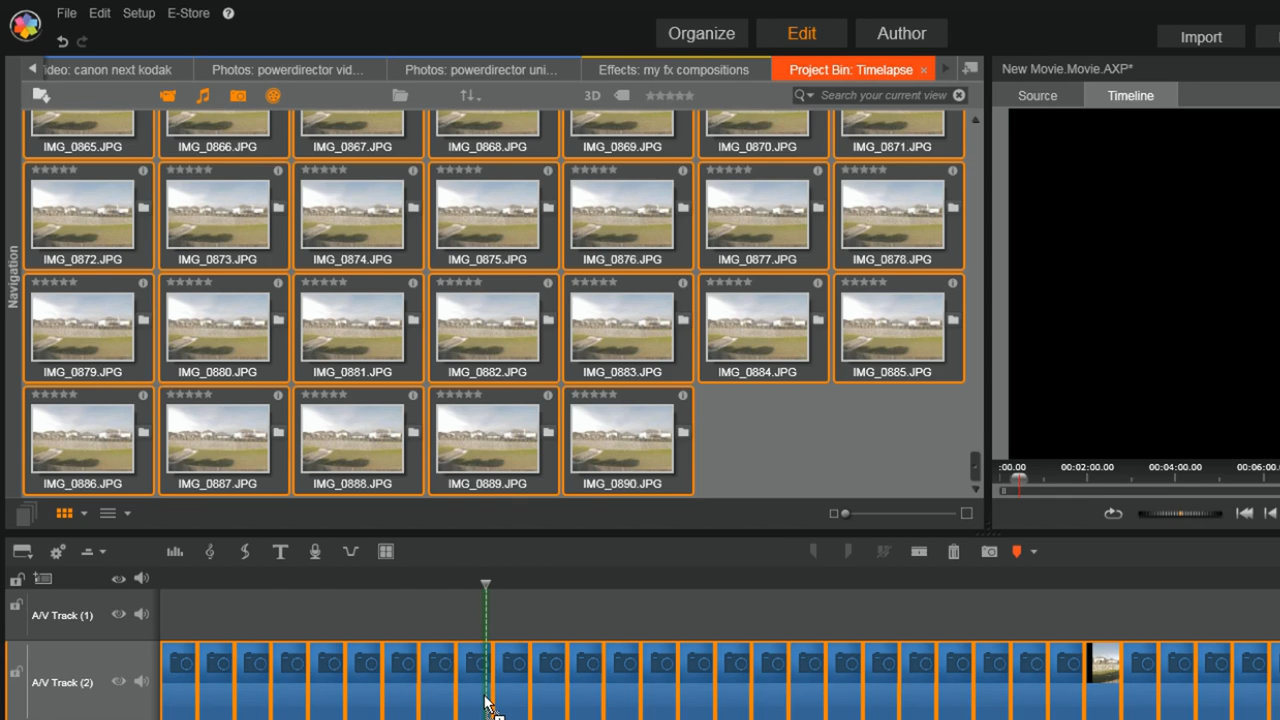 File Edit Setup E-Store ?
Organize Edit Author Import
ideo: canon next kodak Photos: powerdirector vid... Photos: powerdirector uni... Effects: my fx compositions Project Bin: Timelapse × New Movie.Movie.AXP*
3D Search your current view Source Timeline
IMG_0865.JPG IMG_0866.JPG IMG_0867.JPG IMG_0868.JPG IMG_0869.JPG IMG_0870.JPG IMG_0871.JPG
IMG_0872.JPG IMG_0873.JPG IMG_0874.JPG IMG_0875.JPG IMG_0876.JPG IMG_0877.JPG IMG_0878.JPG
Navigation
IMG_0879.JPG IMG_0880.JPG IMG_0881.JPG IMG_0882.JPG IMG_0883.JPG IMG_0884.JPG IMG_0885.JPG
:00.00 00:02:00.00 00:04:00.00 00:06:00.
IMG_0886.JPG IMG_0887.JPG IMG_0888.JPG IMG_0889.JPG IMG_0890.JPG
A/V Track (1)
A/V Track (2)